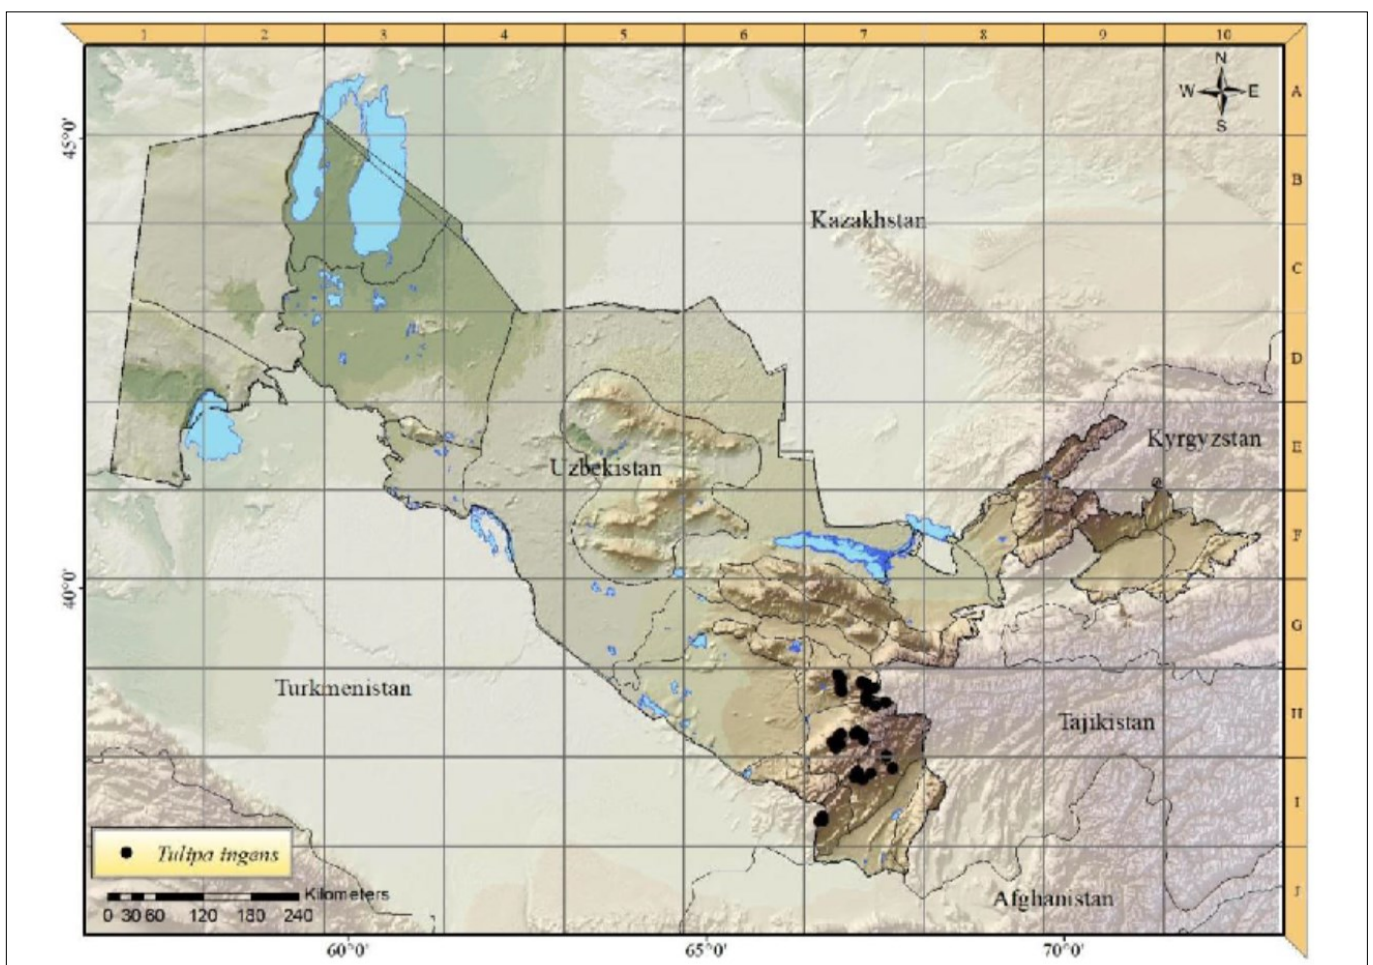 1 2 3 4 5 6 7 8 9 10
N
W E
S
A
B
C
D
E
F
G
H
I
J
45°0'
40°0'
Kazakhstan
Kyrgyzstan
Uzbekistan
Turkmenistan
Tajikistan
Afghanistan
Tulipa ingens
Kilometers
0 30 60 120 180 240
60°0' 65°0' 70°0'